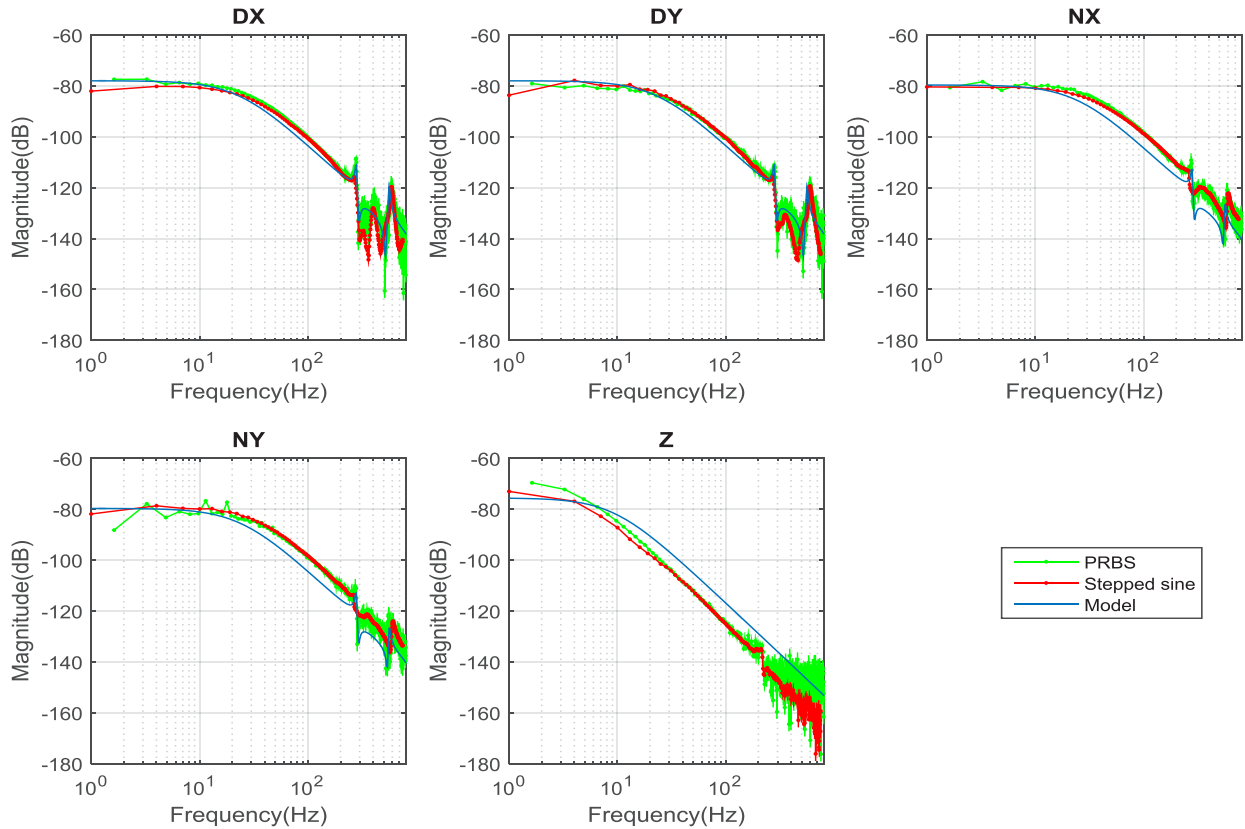 DX
DY
NX
-60
-80
-100
-120
-140
-160
-180
Magnitude(dB)
10^0
10^1
10^2
Frequency(Hz)
-60
-80
-100
-120
-140
-160
-180
Magnitude(dB)
10^0
10^1
10^2
Frequency(Hz)
-60
-80
-100
-120
-140
-160
-180
Magnitude(dB)
10^0
10^1
10^2
Frequency(Hz)
NY
Z
-60
-80
-100
-120
-140
-160
-180
Magnitude(dB)
10^0
10^1
10^2
Frequency(Hz)
-60
-80
-100
-120
-140
-160
-180
Magnitude(dB)
10^0
10^1
10^2
Frequency(Hz)
PRBS
Stepped sine
Model